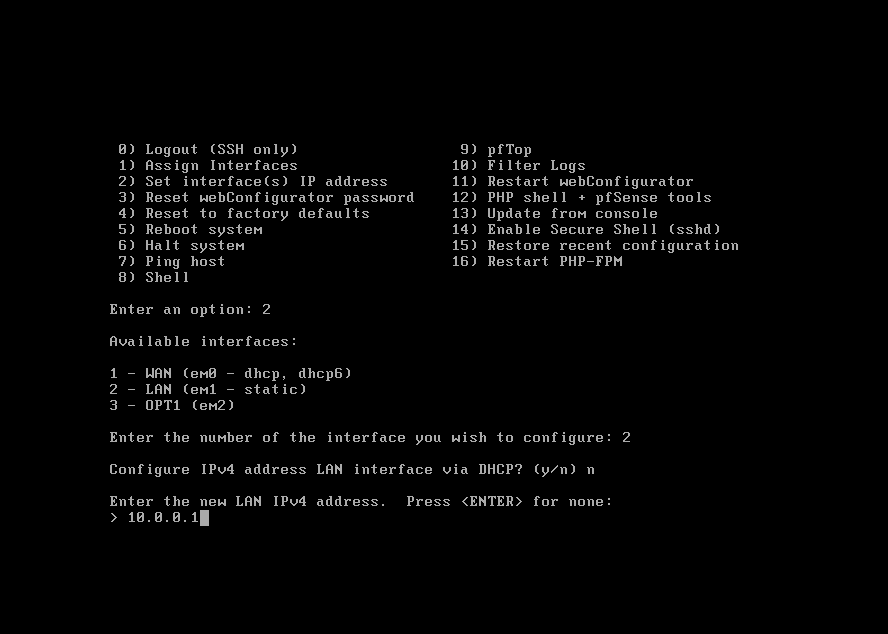 0) Logout (SSH only) 9) pfTop
1) Assign Interfaces 10) Filter Logs
2) Set interface(s) IP address 11) Restart webConfigurator
3) Reset webConfigurator password 12) PHP shell + pfSense tools
4) Reset to factory defaults 13) Update from console
5) Reboot system 14) Enable Secure Shell (sshd)
6) Halt system 15) Restore recent configuration
7) Ping host 16) Restart PHP-FPM
8) Shell
Enter an option: 2
Available interfaces:
1 - WAN (em0 - dhcp, dhcp6)
2 - LAN (em1 - static)
3 - OPT1 (em2)
Enter the number of the interface you wish to configure: 2
Configure IPv4 address LAN interface via DHCP? (y/n) n
Enter the new LAN IPv4 address.  Press <ENTER> for none:
> 10.0.0.1